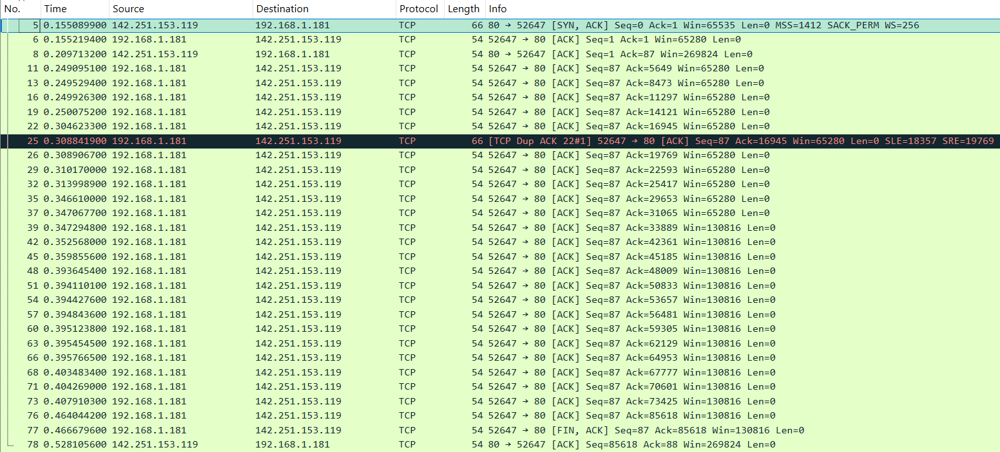 No. Time Source Destination Protocol Length Info
5 0.155089900 142.251.153.119 192.168.1.181 TCP 66 80 → 52647 [SYN, ACK] Seq=0 Ack=1 Win=65535 Len=0 MSS=1412 SACK_PERM WS=256
6 0.155219400 192.168.1.181 142.251.153.119 TCP 54 52647 → 80 [ACK] Seq=1 Ack=1 Win=65280 Len=0
8 0.209713200 142.251.153.119 192.168.1.181 TCP 54 80 → 52647 [ACK] Seq=1 Ack=87 Win=269824 Len=0
11 0.249095100 192.168.1.181 142.251.153.119 TCP 54 52647 → 80 [ACK] Seq=87 Ack=5649 Win=65280 Len=0
13 0.249529400 192.168.1.181 142.251.153.119 TCP 54 52647 → 80 [ACK] Seq=87 Ack=8473 Win=65280 Len=0
16 0.249926300 192.168.1.181 142.251.153.119 TCP 54 52647 → 80 [ACK] Seq=87 Ack=11297 Win=65280 Len=0
19 0.250075200 192.168.1.181 142.251.153.119 TCP 54 52647 → 80 [ACK] Seq=87 Ack=14121 Win=65280 Len=0
22 0.304623300 192.168.1.181 142.251.153.119 TCP 54 52647 → 80 [ACK] Seq=87 Ack=16945 Win=65280 Len=0
25 0.308841900 192.168.1.181 142.251.153.119 TCP 66 [TCP Dup ACK 22#1] 52647 → 80 [ACK] Seq=87 Ack=16945 Win=65280 Len=0 SLE=18357 SRE=19769
26 0.308906700 192.168.1.181 142.251.153.119 TCP 54 52647 → 80 [ACK] Seq=87 Ack=19769 Win=65280 Len=0
29 0.310170000 192.168.1.181 142.251.153.119 TCP 54 52647 → 80 [ACK] Seq=87 Ack=22593 Win=65280 Len=0
32 0.313998900 192.168.1.181 142.251.153.119 TCP 54 52647 → 80 [ACK] Seq=87 Ack=25417 Win=65280 Len=0
35 0.346610000 192.168.1.181 142.251.153.119 TCP 54 52647 → 80 [ACK] Seq=87 Ack=29653 Win=65280 Len=0
37 0.347067700 192.168.1.181 142.251.153.119 TCP 54 52647 → 80 [ACK] Seq=87 Ack=31065 Win=65280 Len=0
39 0.347294800 192.168.1.181 142.251.153.119 TCP 54 52647 → 80 [ACK] Seq=87 Ack=33889 Win=130816 Len=0
42 0.352568000 192.168.1.181 142.251.153.119 TCP 54 52647 → 80 [ACK] Seq=87 Ack=42361 Win=130816 Len=0
45 0.359855600 192.168.1.181 142.251.153.119 TCP 54 52647 → 80 [ACK] Seq=87 Ack=45185 Win=130816 Len=0
48 0.393645400 192.168.1.181 142.251.153.119 TCP 54 52647 → 80 [ACK] Seq=87 Ack=48009 Win=130816 Len=0
51 0.394110100 192.168.1.181 142.251.153.119 TCP 54 52647 → 80 [ACK] Seq=87 Ack=50833 Win=130816 Len=0
54 0.394427600 192.168.1.181 142.251.153.119 TCP 54 52647 → 80 [ACK] Seq=87 Ack=53657 Win=130816 Len=0
57 0.394843600 192.168.1.181 142.251.153.119 TCP 54 52647 → 80 [ACK] Seq=87 Ack=56481 Win=130816 Len=0
60 0.395123800 192.168.1.181 142.251.153.119 TCP 54 52647 → 80 [ACK] Seq=87 Ack=59305 Win=130816 Len=0
63 0.395454500 192.168.1.181 142.251.153.119 TCP 54 52647 → 80 [ACK] Seq=87 Ack=62129 Win=130816 Len=0
66 0.395766500 192.168.1.181 142.251.153.119 TCP 54 52647 → 80 [ACK] Seq=87 Ack=64953 Win=130816 Len=0
68 0.403483400 192.168.1.181 142.251.153.119 TCP 54 52647 → 80 [ACK] Seq=87 Ack=67777 Win=130816 Len=0
71 0.404269000 192.168.1.181 142.251.153.119 TCP 54 52647 → 80 [ACK] Seq=87 Ack=70601 Win=130816 Len=0
73 0.407910300 192.168.1.181 142.251.153.119 TCP 54 52647 → 80 [ACK] Seq=87 Ack=73425 Win=130816 Len=0
76 0.464044200 192.168.1.181 142.251.153.119 TCP 54 52647 → 80 [ACK] Seq=87 Ack=85618 Win=130816 Len=0
77 0.466679600 192.168.1.181 142.251.153.119 TCP 54 52647 → 80 [FIN, ACK] Seq=87 Ack=85618 Win=130816 Len=0
78 0.528105600 142.251.153.119 192.168.1.181 TCP 54 80 → 52647 [ACK] Seq=85618 Ack=88 Win=269824 Len=0